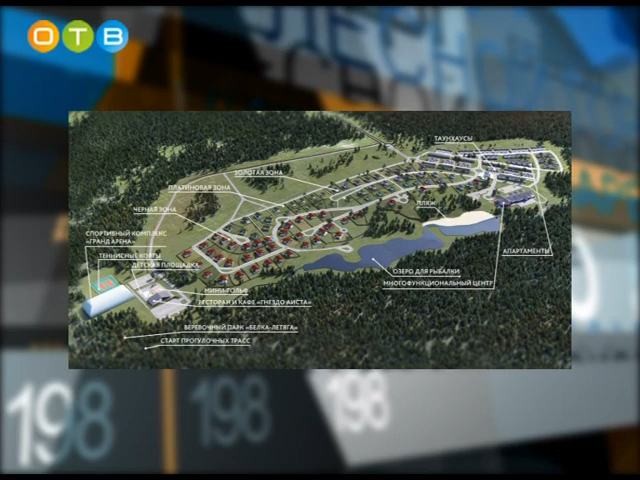 ОТВ
ТАУНХАУСЫ
ЗОЛОТАЯ ЗОНА
ПЛАТИНОВАЯ ЗОНА
ПЛЯЖ
ЧЕРНАЯ ЗОНА
СПОРТИВНЫЙ КОМПЛЕКС
«ГРАНД АРЕНА»
АПАРТАМЕНТЫ
ТЕННИСНЫЕ КОРТЫ
ДЕТСКАЯ ПЛОЩАДКА
ОЗЕРО ДЛЯ РЫБАЛКИ
МНОГОФУНКЦИОНАЛЬНЫЙ ЦЕНТР
МИНИ-ГОЛЬФ
РЕСТОРАН И КАФЕ «ГНЕЗДО АИСТА»
ВЕРЕВОЧНЫЙ ПАРК «БЕЛКА-ЛЕТЯГА»
СТАРТ ПРОГУЛОЧНЫХ ТРАСС
198
198
198